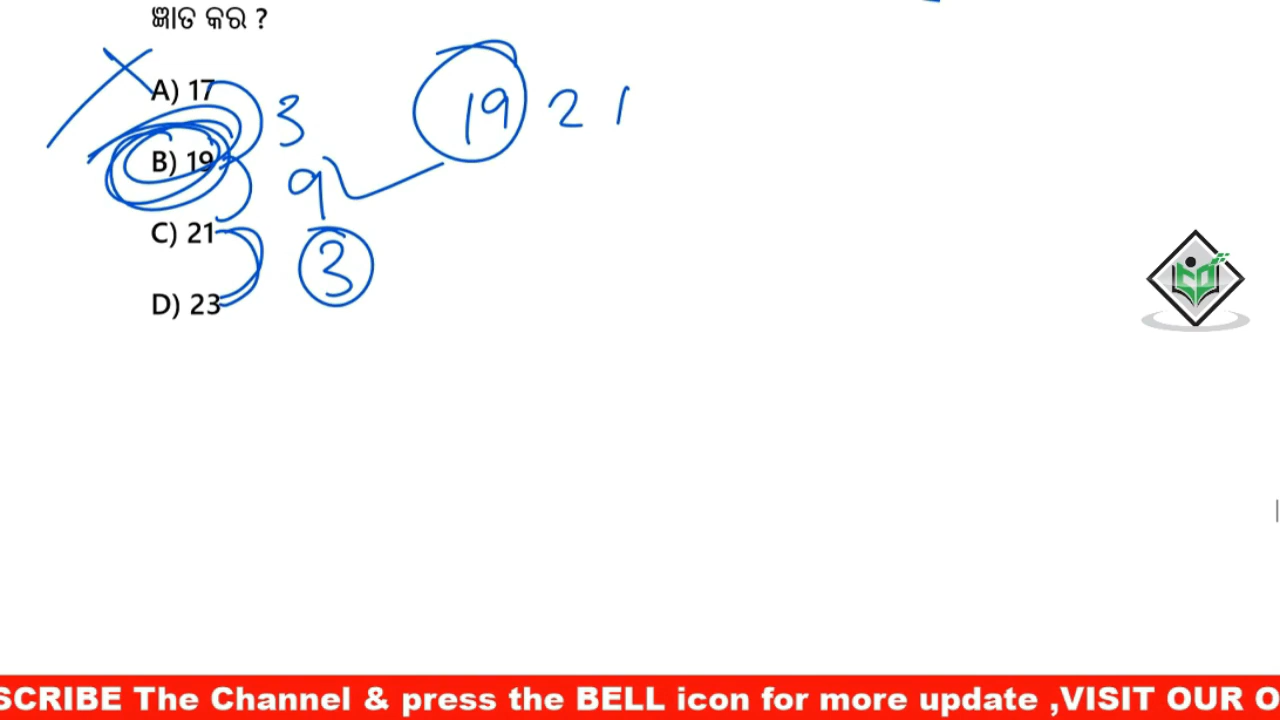 ଜ୍ଞାତ କର ?
A) 17
3
19 21
B) 19
9
C) 21
3
D) 23
SCRIBE The Channel & press the BELL icon for more update ,VISIT OUR O